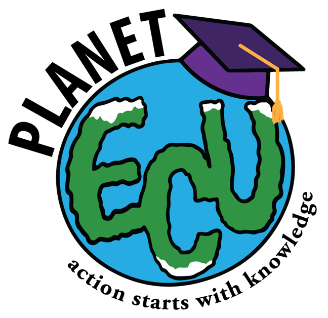 PLANET
ECU
action starts with knowledge